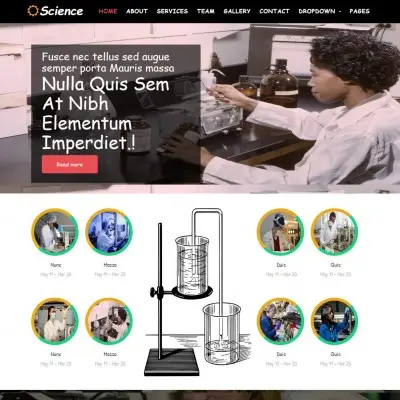 Science
HOME ABOUT SERVICES TEAM GALLERY CONTACT DROPDOWN PAGES
Fusce nec tellus sed augue
semper porta Mauris massa
Nulla Quis Sem
At Nibh
Elementum
Imperdiet.!
Read more
Nunc Massa Duis Quis
May 11 - Mar 20 May 11 - Mar 20 May 11 - Mar 20 May 11 - Mar 20
Nunc Massa Duis Quis
May 11 - Mar 20 May 11 - Mar 20 May 11 - Mar 20 May 11 - Mar 20